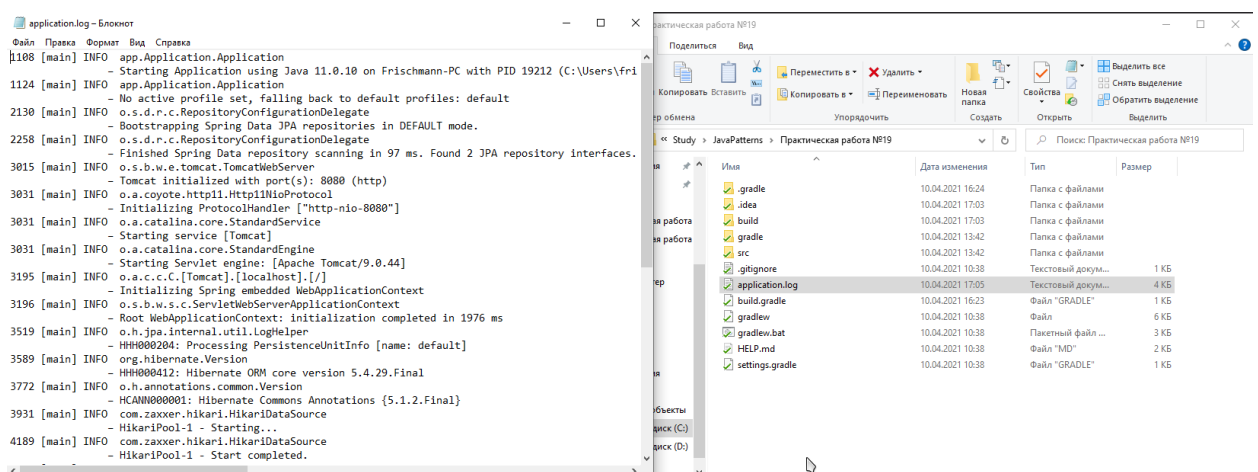 application.log – Блокнот
Файл Правка Формат Вид Справка
1108 [main] INFO app.Application.Application
– Starting Application using Java 11.0.10 on Frischmann-PC with PID 19212 (C:\Users\fri
1124 [main] INFO app.Application.Application
– No active profile set, falling back to default profiles: default
2130 [main] INFO o.s.d.r.c.RepositoryConfigurationDelegate
– Bootstrapping Spring Data JPA repositories in DEFAULT mode.
2258 [main] INFO o.s.d.r.c.RepositoryConfigurationDelegate
– Finished Spring Data repository scanning in 97 ms. Found 2 JPA repository interfaces.
3015 [main] INFO o.s.b.w.e.tomcat.TomcatWebServer
– Tomcat initialized with port(s): 8080 (http)
3031 [main] INFO o.a.coyote.http11.Http11NioProtocol
– Initializing ProtocolHandler ["http-nio-8080"]
3031 [main] INFO o.a.catalina.core.StandardService
– Starting service [Tomcat]
3031 [main] INFO o.a.catalina.core.StandardEngine
– Starting Servlet engine: [Apache Tomcat/9.0.44]
3195 [main] INFO o.a.c.c.C.[Tomcat].[localhost].[/]
– Initializing Spring embedded WebApplicationContext
3196 [main] INFO o.s.b.w.s.c.ServletWebServerApplicationContext
– Root WebApplicationContext: initialization completed in 1976 ms
3519 [main] INFO o.h.jpa.internal.util.LogHelper
– HHH000204: Processing PersistenceUnitInfo [name: default]
3589 [main] INFO org.hibernate.Version
– HHH000412: Hibernate ORM core version 5.4.29.Final
3772 [main] INFO o.h.annotations.common.Version
– HCANN000001: Hibernate Commons Annotations {5.1.2.Final}
3931 [main] INFO com.zaxxer.hikari.HikariDataSource
– HikariPool-1 - Starting...
4189 [main] INFO com.zaxxer.hikari.HikariDataSource
– HikariPool-1 - Start completed.
рактическая работа №19
Поделиться Вид
Копировать Вставить
Переместить в Удалить
Копировать в Переименовать
Новая папка
Свойства
Выделить все
Снять выделение
Обратить выделение
ер обмена Упорядочить Создать Открыть Выделить
« Study › JavaPatterns › Практическая работа №19
Поиск: Практическая работа №19
Имя Дата изменения Тип Размер
.gradle 10.04.2021 16:24 Папка с файлами
.idea 10.04.2021 17:03 Папка с файлами
build 10.04.2021 17:03 Папка с файлами
gradle 10.04.2021 13:42 Папка с файлами
src 10.04.2021 13:42 Папка с файлами
.gitignore 10.04.2021 10:38 Текстовый докум... 1 КБ
application.log 10.04.2021 17:05 Текстовый докум... 4 КБ
build.gradle 10.04.2021 16:23 Файл "GRADLE" 1 КБ
gradlew 10.04.2021 10:38 Файл 6 КБ
gradlew.bat 10.04.2021 10:38 Пакетный файл ... 3 КБ
HELP.md 10.04.2021 10:38 Файл "MD" 2 КБ
settings.gradle 10.04.2021 10:38 Файл "GRADLE" 1 КБ
ия
ая работа
ая работа
тер
ия
объекты
диск (C:)
диск (D:)